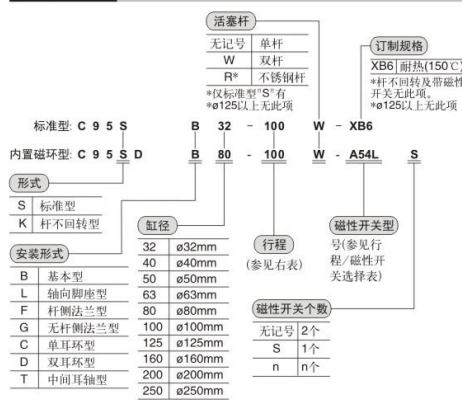 活塞杆
无记号 单杆
W 双杆
R* 不锈钢杆
*仅标准型"S"有
*ø125以上无此项
订制规格
XB6 耐热(150℃)
*杆不回转及带磁性
开关无此项。
*ø125以上无此项
标准型: C 9 5 S B 32 - 100 W - XB6
内置磁环型: C 9 5 S D B 80 - 100 W - A54L S
形式
S 标准型
K 杆不回转型
安装形式
B 基本型
L 轴向脚座型
F 杆侧法兰型
G 无杆侧法兰型
C 单耳环型
D 双耳环型
T 中间耳轴型
缸径
32 ø32mm
40 ø40mm
50 ø50mm
63 ø63mm
80 ø80mm
100 ø100mm
125 ø125mm
160 ø160mm
200 ø200mm
250 ø250mm
行程
(参见右表)
磁性开关型
号(参见行
程/磁性开
关选择表)
磁性开关个数
无记号 2个
S 1个
n n个